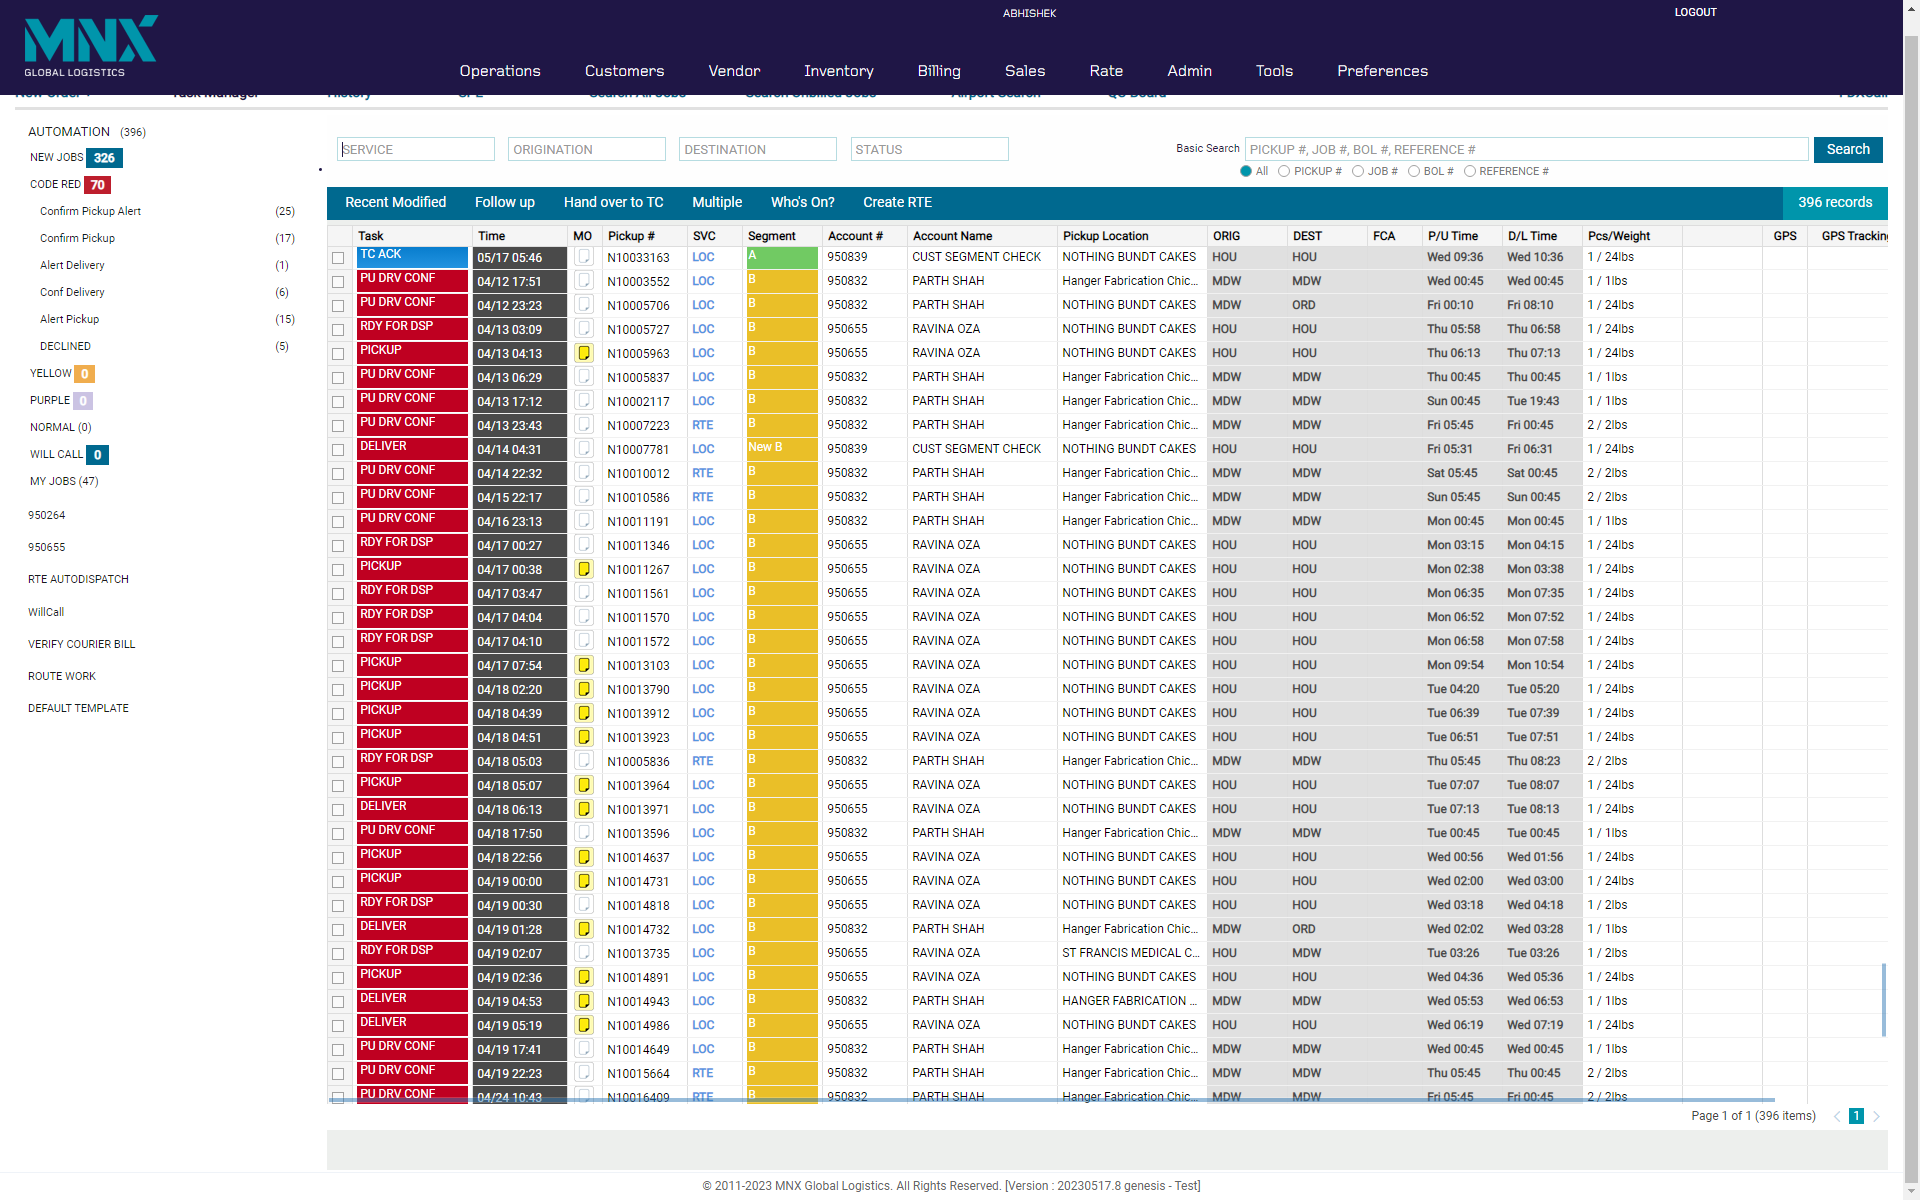 ABHISHEK
LOGOUT
MNX
GLOBAL LOGISTICS
Operations Customers Vendor Inventory Billing Sales Rate Admin Tools Preferences
AUTOMATION (396)
NEW JOBS 326
CODE RED 70
Confirm Pickup Alert (25)
Confirm Pickup (17)
Alert Delivery (1)
Conf Delivery (6)
Alert Pickup (15)
DECLINED (5)
YELLOW 0
PURPLE 0
NORMAL (0)
WILL CALL 0
MY JOBS (47)
950264
950655
RTE AUTODISPATCH
WillCall
VERIFY COURIER BILL
ROUTE WORK
DEFAULT TEMPLATE
SERVICE ORIGINATION DESTINATION STATUS Basic Search PICKUP #, JOB #, BOL #, REFERENCE # Search
All PICKUP # JOB # BOL # REFERENCE #
Recent Modified Follow up Hand over to TC Multiple Who's On? Create RTE 396 records
Task Time MO Pickup # SVC Segment Account # Account Name Pickup Location ORIG DEST FCA P/U Time D/L Time Pcs/Weight GPS GPS Tracking
TC ACK 05/17 05:46 N10033163 LOC A 950839 CUST SEGMENT CHECK NOTHING BUNDT CAKES HOU HOU Wed 09:36 Wed 10:36 1 / 24lbs
PU DRV CONF 04/12 17:51 N10003552 LOC B 950832 PARTH SHAH Hanger Fabrication Chic... MDW MDW Wed 00:45 Wed 00:45 1 / 1lbs
PU DRV CONF 04/12 23:23 N10005706 LOC B 950832 PARTH SHAH NOTHING BUNDT CAKES MDW ORD Fri 00:10 Fri 08:10 1 / 24lbs
RDY FOR DSP 04/13 03:09 N10005727 LOC B 950655 RAVINA OZA NOTHING BUNDT CAKES HOU HOU Thu 05:58 Thu 06:58 1 / 24lbs
PICKUP 04/13 04:13 N10005963 LOC B 950655 RAVINA OZA NOTHING BUNDT CAKES HOU HOU Thu 06:13 Thu 07:13 1 / 24lbs
PU DRV CONF 04/13 06:29 N10005837 LOC B 950832 PARTH SHAH Hanger Fabrication Chic... MDW MDW Thu 00:45 Thu 00:45 1 / 1lbs
PU DRV CONF 04/13 17:12 N10002117 LOC B 950832 PARTH SHAH Hanger Fabrication Chic... MDW MDW Sun 00:45 Tue 19:43 1 / 1lbs
PU DRV CONF 04/13 23:43 N10007223 RTE B 950832 PARTH SHAH Hanger Fabrication Chic... MDW MDW Fri 05:45 Fri 00:45 2 / 2lbs
DELIVER 04/14 04:31 N10007781 LOC New B 950839 CUST SEGMENT CHECK NOTHING BUNDT CAKES HOU HOU Fri 05:31 Fri 06:31 1 / 24lbs
PU DRV CONF 04/14 22:32 N10010012 RTE B 950832 PARTH SHAH Hanger Fabrication Chic... MDW MDW Sat 05:45 Sat 00:45 2 / 2lbs
PU DRV CONF 04/15 22:17 N10010586 RTE B 950832 PARTH SHAH Hanger Fabrication Chic... MDW MDW Sun 05:45 Sun 00:45 2 / 2lbs
PU DRV CONF 04/16 23:13 N10011191 LOC B 950832 PARTH SHAH Hanger Fabrication Chic... MDW MDW Mon 00:45 Mon 00:45 1 / 1lbs
RDY FOR DSP 04/17 00:27 N10011346 LOC B 950655 RAVINA OZA NOTHING BUNDT CAKES HOU HOU Mon 03:15 Mon 04:15 1 / 24lbs
PICKUP 04/17 00:38 N10011267 LOC B 950655 RAVINA OZA NOTHING BUNDT CAKES HOU HOU Mon 02:38 Mon 03:38 1 / 24lbs
RDY FOR DSP 04/17 03:47 N10011561 LOC B 950655 RAVINA OZA NOTHING BUNDT CAKES HOU HOU Mon 06:35 Mon 07:35 1 / 24lbs
RDY FOR DSP 04/17 04:04 N10011570 LOC B 950655 RAVINA OZA NOTHING BUNDT CAKES HOU HOU Mon 06:52 Mon 07:52 1 / 24lbs
RDY FOR DSP 04/17 04:10 N10011572 LOC B 950655 RAVINA OZA NOTHING BUNDT CAKES HOU HOU Mon 06:58 Mon 07:58 1 / 24lbs
PICKUP 04/17 07:54 N10013103 LOC B 950655 RAVINA OZA NOTHING BUNDT CAKES HOU HOU Mon 09:54 Mon 10:54 1 / 24lbs
PICKUP 04/18 02:20 N10013790 LOC B 950655 RAVINA OZA NOTHING BUNDT CAKES HOU HOU Tue 04:20 Tue 05:20 1 / 24lbs
PICKUP 04/18 04:39 N10013912 LOC B 950655 RAVINA OZA NOTHING BUNDT CAKES HOU HOU Tue 06:39 Tue 07:39 1 / 24lbs
PICKUP 04/18 04:51 N10013923 LOC B 950655 RAVINA OZA NOTHING BUNDT CAKES HOU HOU Tue 06:51 Tue 07:51 1 / 24lbs
RDY FOR DSP 04/18 05:03 N10005836 RTE B 950832 PARTH SHAH Hanger Fabrication Chic... MDW MDW Thu 05:45 Thu 08:23 2 / 2lbs
PICKUP 04/18 05:07 N10013964 LOC B 950655 RAVINA OZA NOTHING BUNDT CAKES HOU HOU Tue 07:07 Tue 08:07 1 / 24lbs
DELIVER 04/18 06:13 N10013971 LOC B 950655 RAVINA OZA NOTHING BUNDT CAKES HOU HOU Tue 07:13 Tue 08:13 1 / 24lbs
PU DRV CONF 04/18 17:50 N10013596 LOC B 950832 PARTH SHAH Hanger Fabrication Chic... MDW MDW Tue 00:45 Tue 00:45 1 / 1lbs
PICKUP 04/18 22:56 N10014637 LOC B 950655 RAVINA OZA NOTHING BUNDT CAKES HOU HOU Wed 00:56 Wed 01:56 1 / 24lbs
PICKUP 04/19 00:00 N10014731 LOC B 950655 RAVINA OZA NOTHING BUNDT CAKES HOU HOU Wed 02:00 Wed 03:00 1 / 24lbs
RDY FOR DSP 04/19 00:30 N10014818 LOC B 950655 RAVINA OZA NOTHING BUNDT CAKES HOU HOU Wed 03:18 Wed 04:18 1 / 2lbs
DELIVER 04/19 01:28 N10014732 LOC B 950832 PARTH SHAH Hanger Fabrication Chic... MDW ORD Wed 02:02 Wed 03:28 1 / 1lbs
RDY FOR DSP 04/19 02:07 N10013735 LOC B 950655 RAVINA OZA ST FRANCIS MEDICAL C... HOU MDW Tue 03:26 Tue 03:26 1 / 2lbs
PICKUP 04/19 02:36 N10014891 LOC B 950655 RAVINA OZA NOTHING BUNDT CAKES HOU HOU Wed 04:36 Wed 05:36 1 / 24lbs
DELIVER 04/19 04:53 N10014943 LOC B 950832 PARTH SHAH HANGER FABRICATION ... MDW MDW Wed 05:53 Wed 06:53 1 / 1lbs
DELIVER 04/19 05:19 N10014986 LOC B 950655 RAVINA OZA NOTHING BUNDT CAKES HOU HOU Wed 06:19 Wed 07:19 1 / 24lbs
PU DRV CONF 04/19 17:41 N10014649 LOC B 950832 PARTH SHAH Hanger Fabrication Chic... MDW MDW Wed 00:45 Wed 00:45 1 / 1lbs
PU DRV CONF 04/19 22:23 N10015664 RTE B 950832 PARTH SHAH Hanger Fabrication Chic... MDW MDW Thu 05:45 Thu 00:45 2 / 2lbs
PU DRV CONF 04/24 10:43 N10016409 RTE B 950832 PARTH SHAH Hanger Fabrication Chic... MDW MDW Fri 05:45 Fri 00:45 2 / 2lbs
Page 1 of 1 (396 items) 1
© 2011-2023 MNX Global Logistics. All Rights Reserved. [Version : 20230517.8 genesis - Test]